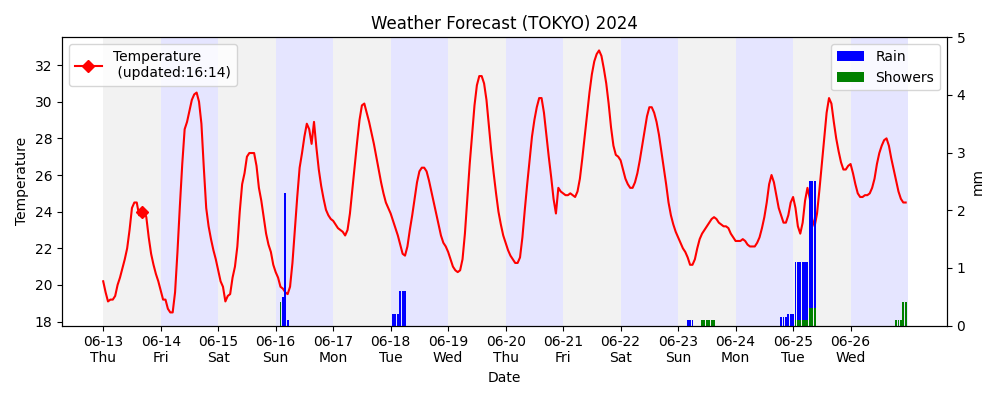 Weather Forecast (TOKYO) 2024
Temperature
(updated:16:14)
Rain
Showers
Temperature
32
30
28
26
24
22
20
18
5
4
3
2
1
0
mm
06-13 06-14 06-15 06-16 06-17 06-18 06-19 06-20 06-21 06-22 06-23 06-24 06-25 06-26
Thu Fri Sat Sun Mon Tue Wed Thu Fri Sat Sun Mon Tue Wed
Date